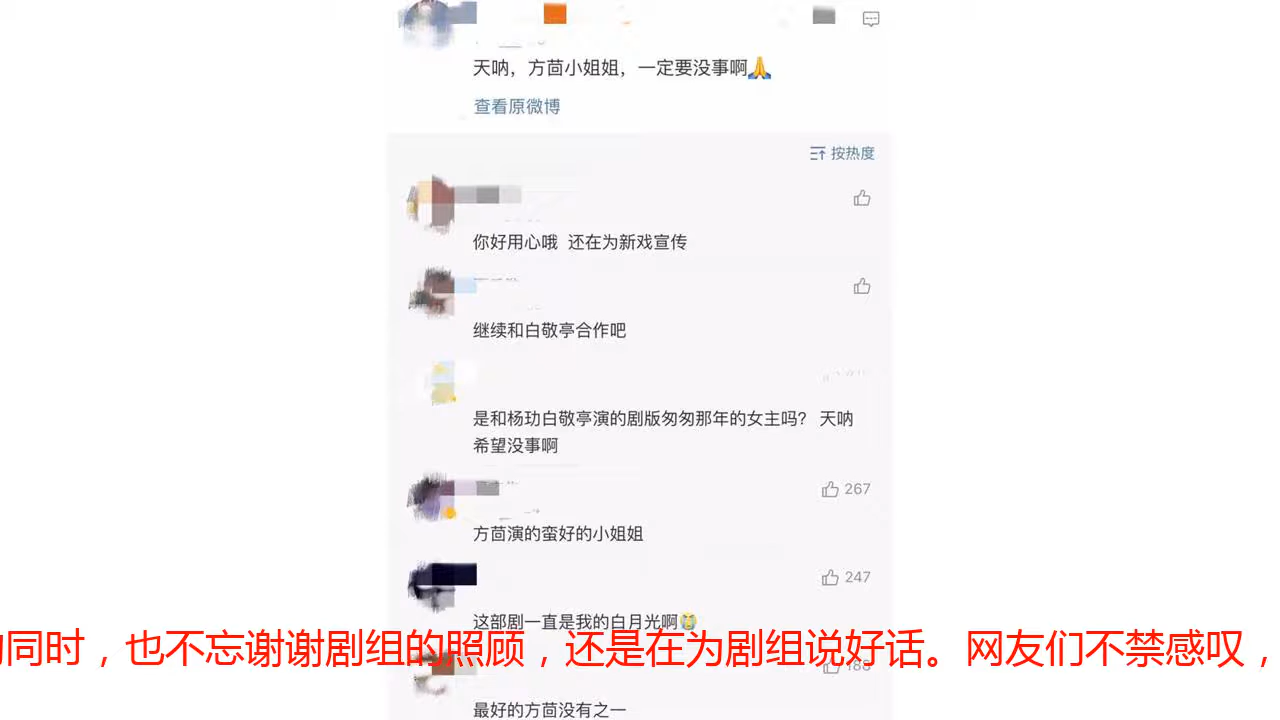 天呐，方茴小姐姐，一定要没事啊🙏
查看原微博
按热度
你好用心哦 还在为新戏宣传
继续和白敬亭合作吧
是和杨玏白敬亭演的剧版匆匆那年的女主吗？ 天呐
希望没事啊
267
方茴演的蛮好的小姐姐
247
这部剧一直是我的白月光啊😭
同时，也不忘谢谢剧组的照顾，还是在为剧组说好话。网友们不禁感叹，
最好的方茴没有之一